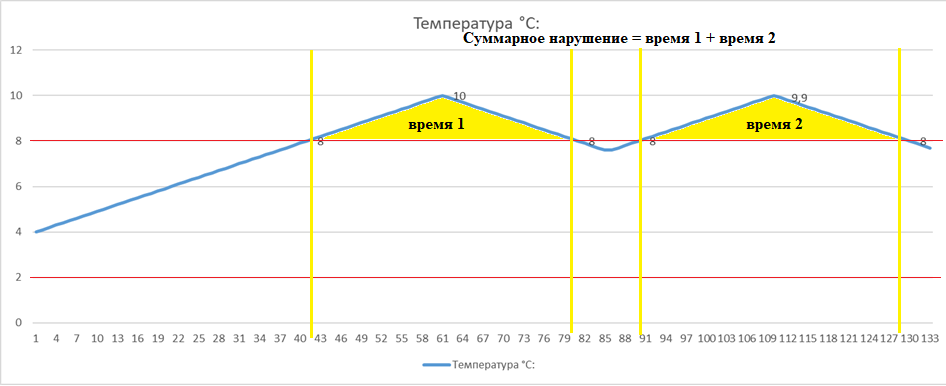 Температура °C:
Суммарное нарушение = время 1 + время 2
12
10
8
6
4
2
0
10
9,9
время 1
время 2
8
8
8
8
1 4 7 10 13 16 19 22 25 28 31 34 37 40 43 46 49 52 55 58 61 64 67 70 73 76 79 82 85 88 91 94 97 100 103 106 109 112 115 118 121 124 127 130 133
Температура °C: